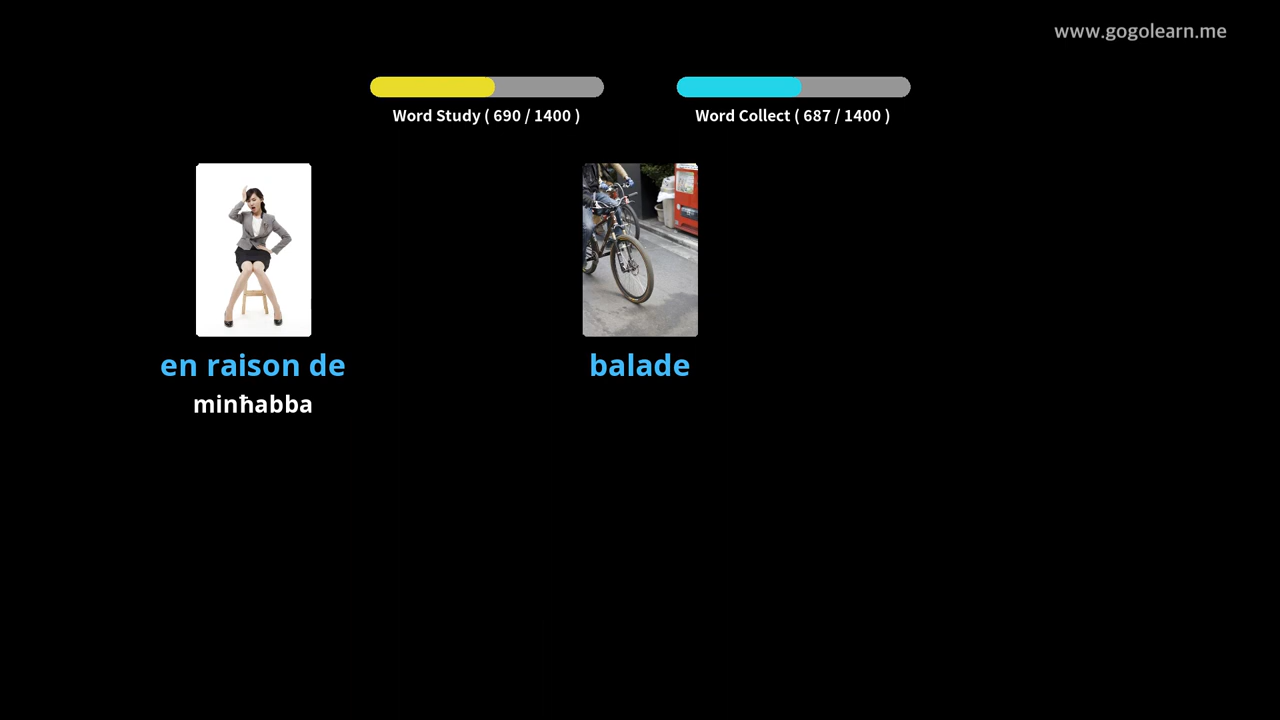 www.gogolearn.me
Word Study ( 690 / 1400 )
Word Collect ( 687 / 1400 )
en raison de
minħabba
balade